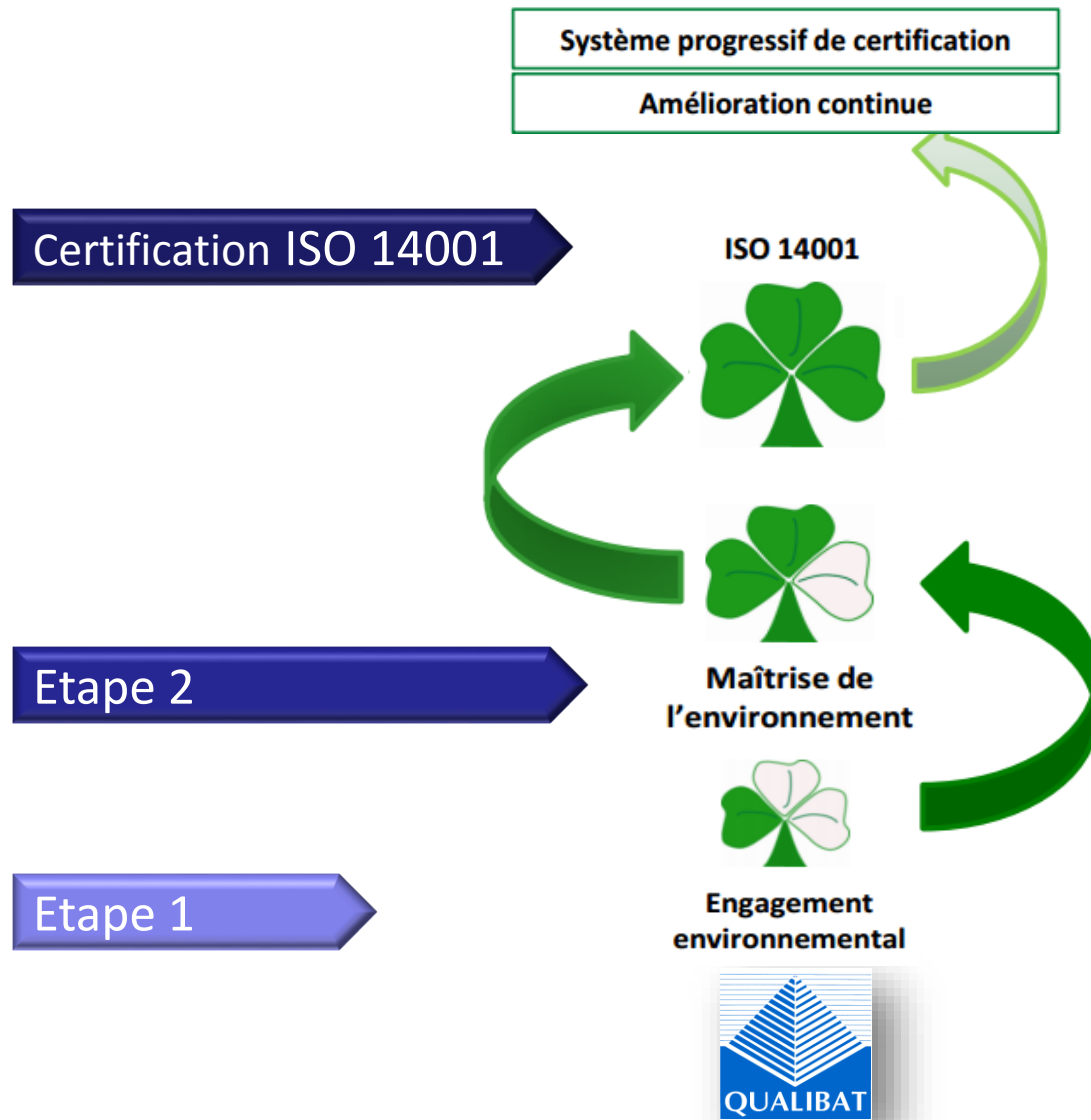 Système progressif de certification
Amélioration continue
Certification ISO 14001
ISO 14001
Etape 2
Maîtrise de
l’environnement
Etape 1
Engagement
environnemental
QUALIBAT